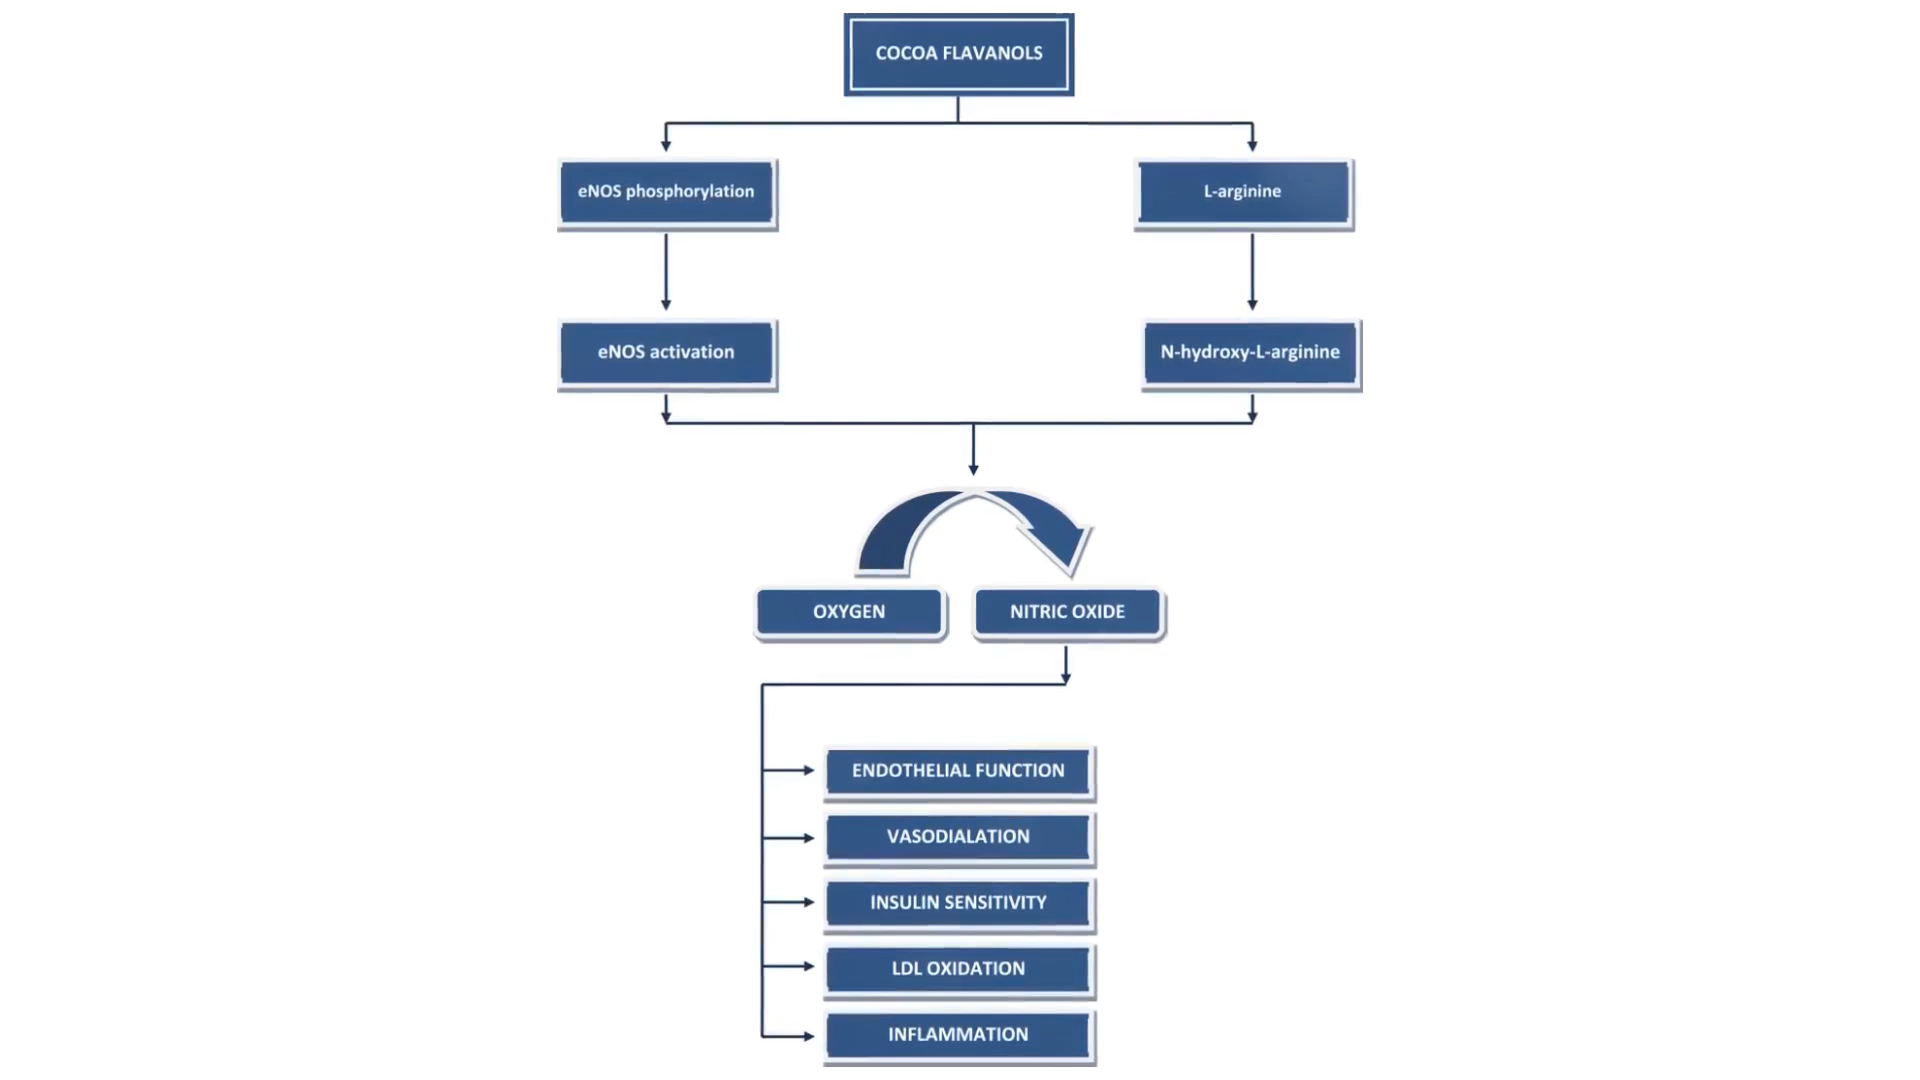 COCOA FLAVANOLS
eNOS phosphorylation
L-arginine
eNOS activation
N-hydroxy-L-arginine
OXYGEN
NITRIC OXIDE
ENDOTHELIAL FUNCTION
VASODIALATION
INSULIN SENSITIVITY
LDL OXIDATION
INFLAMMATION